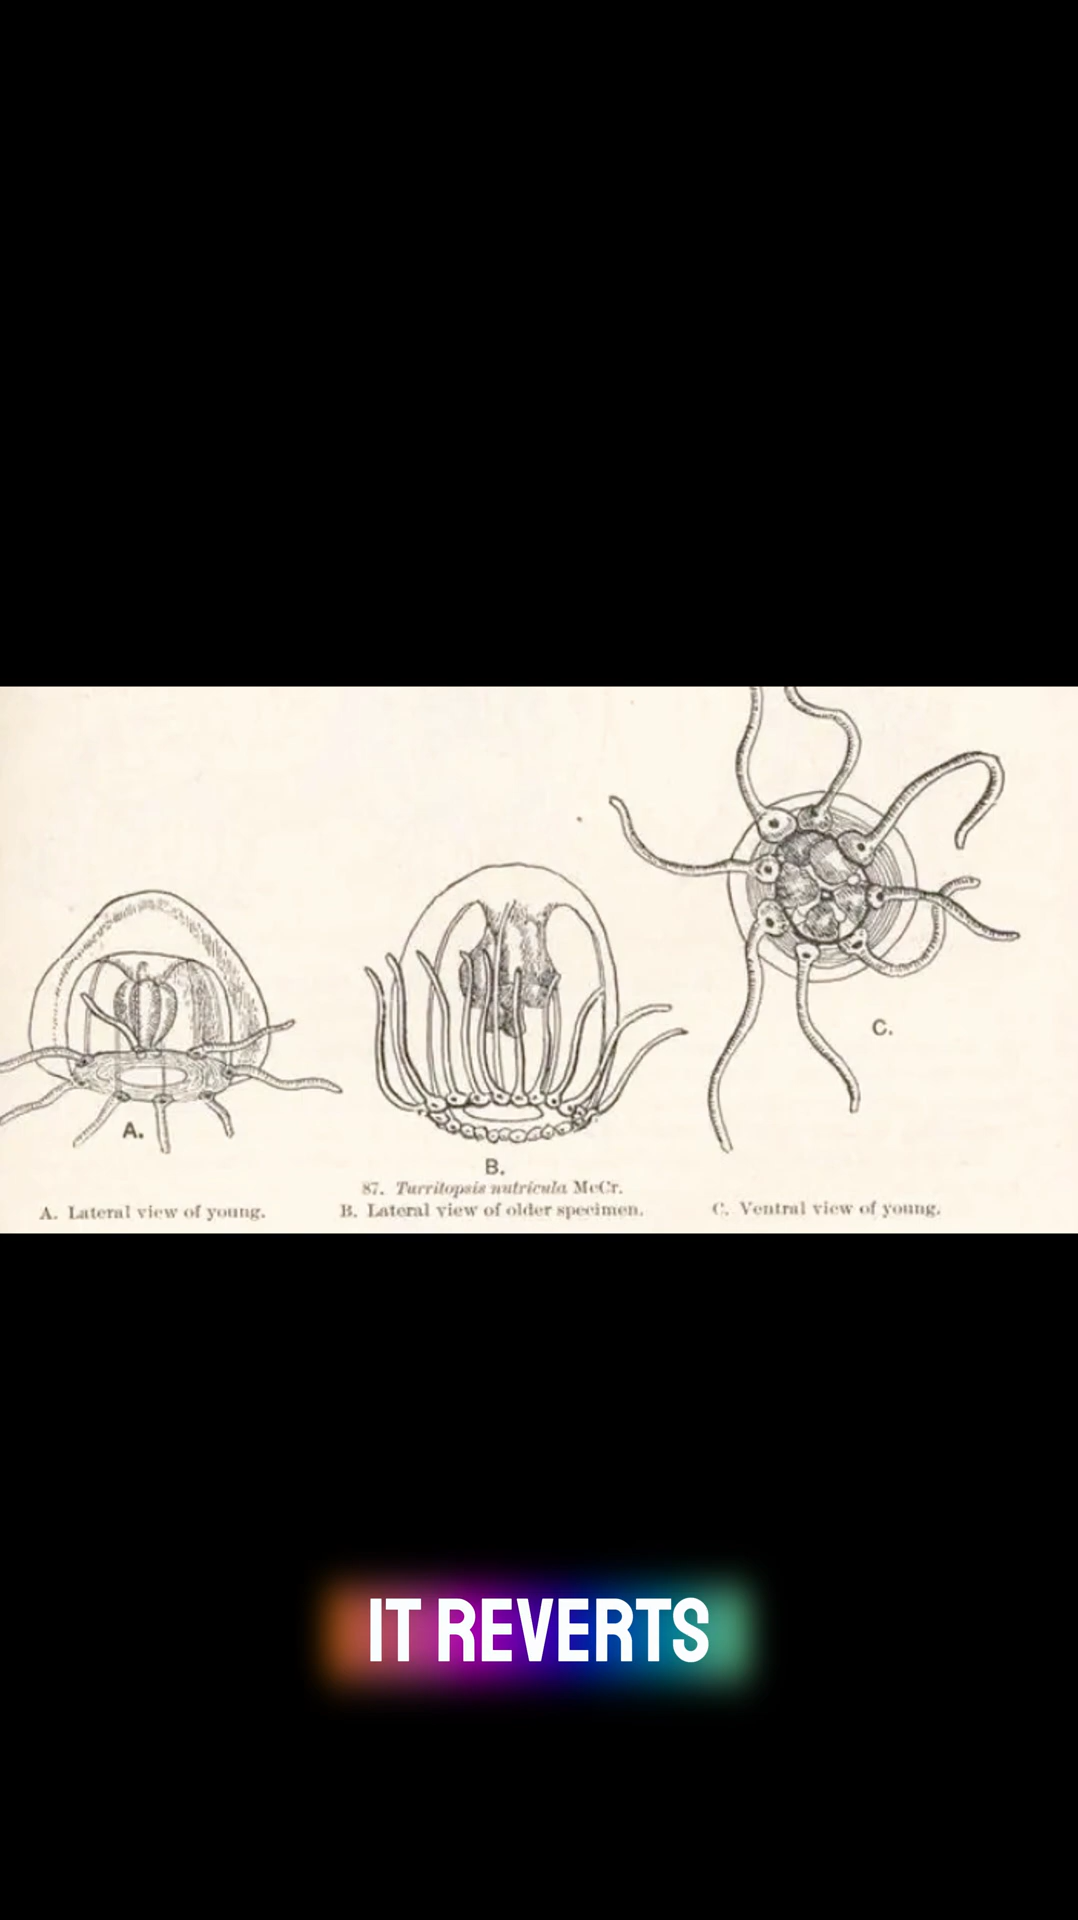 A.
B.
C.
87. Turritopsis nutricula McCr.
A. Lateral view of young.
B. Lateral view of older specimen.
C. Ventral view of young.
IT REVERTS